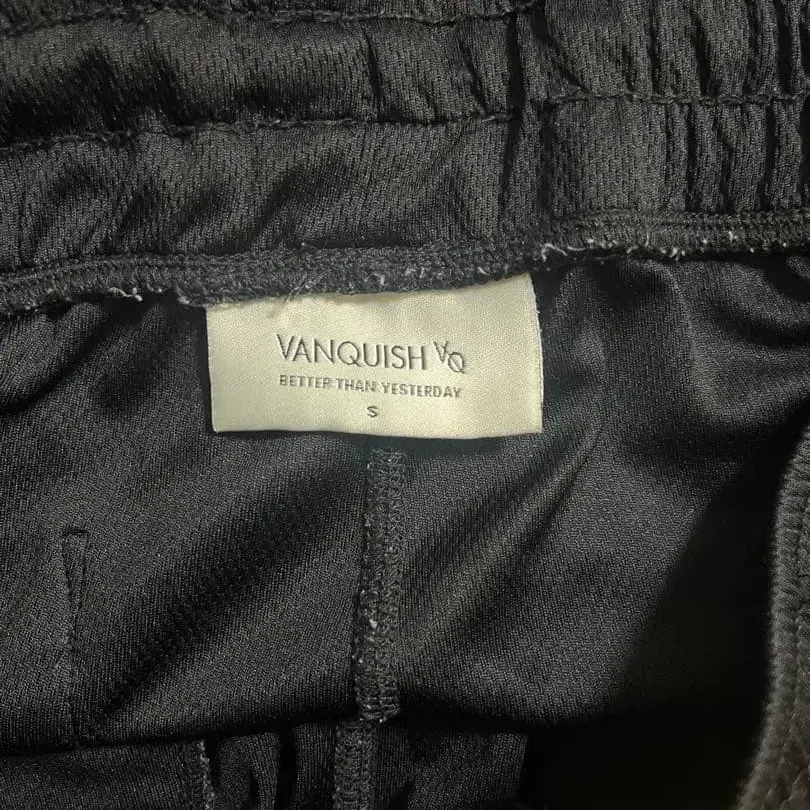 VANQUISH VQ
BETTER THAN YESTERDAY
S